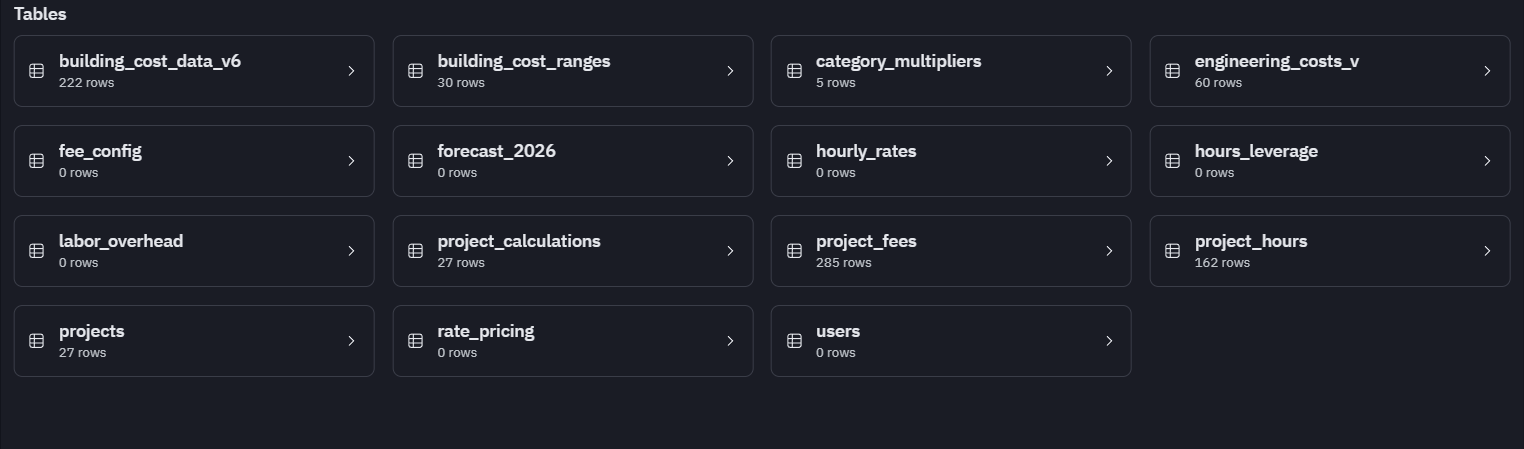 Tables
building_cost_data_v6
222 rows
building_cost_ranges
30 rows
category_multipliers
5 rows
engineering_costs_v
60 rows
fee_config
0 rows
forecast_2026
0 rows
hourly_rates
0 rows
hours_leverage
0 rows
labor_overhead
0 rows
project_calculations
27 rows
project_fees
285 rows
project_hours
162 rows
projects
27 rows
rate_pricing
0 rows
users
0 rows